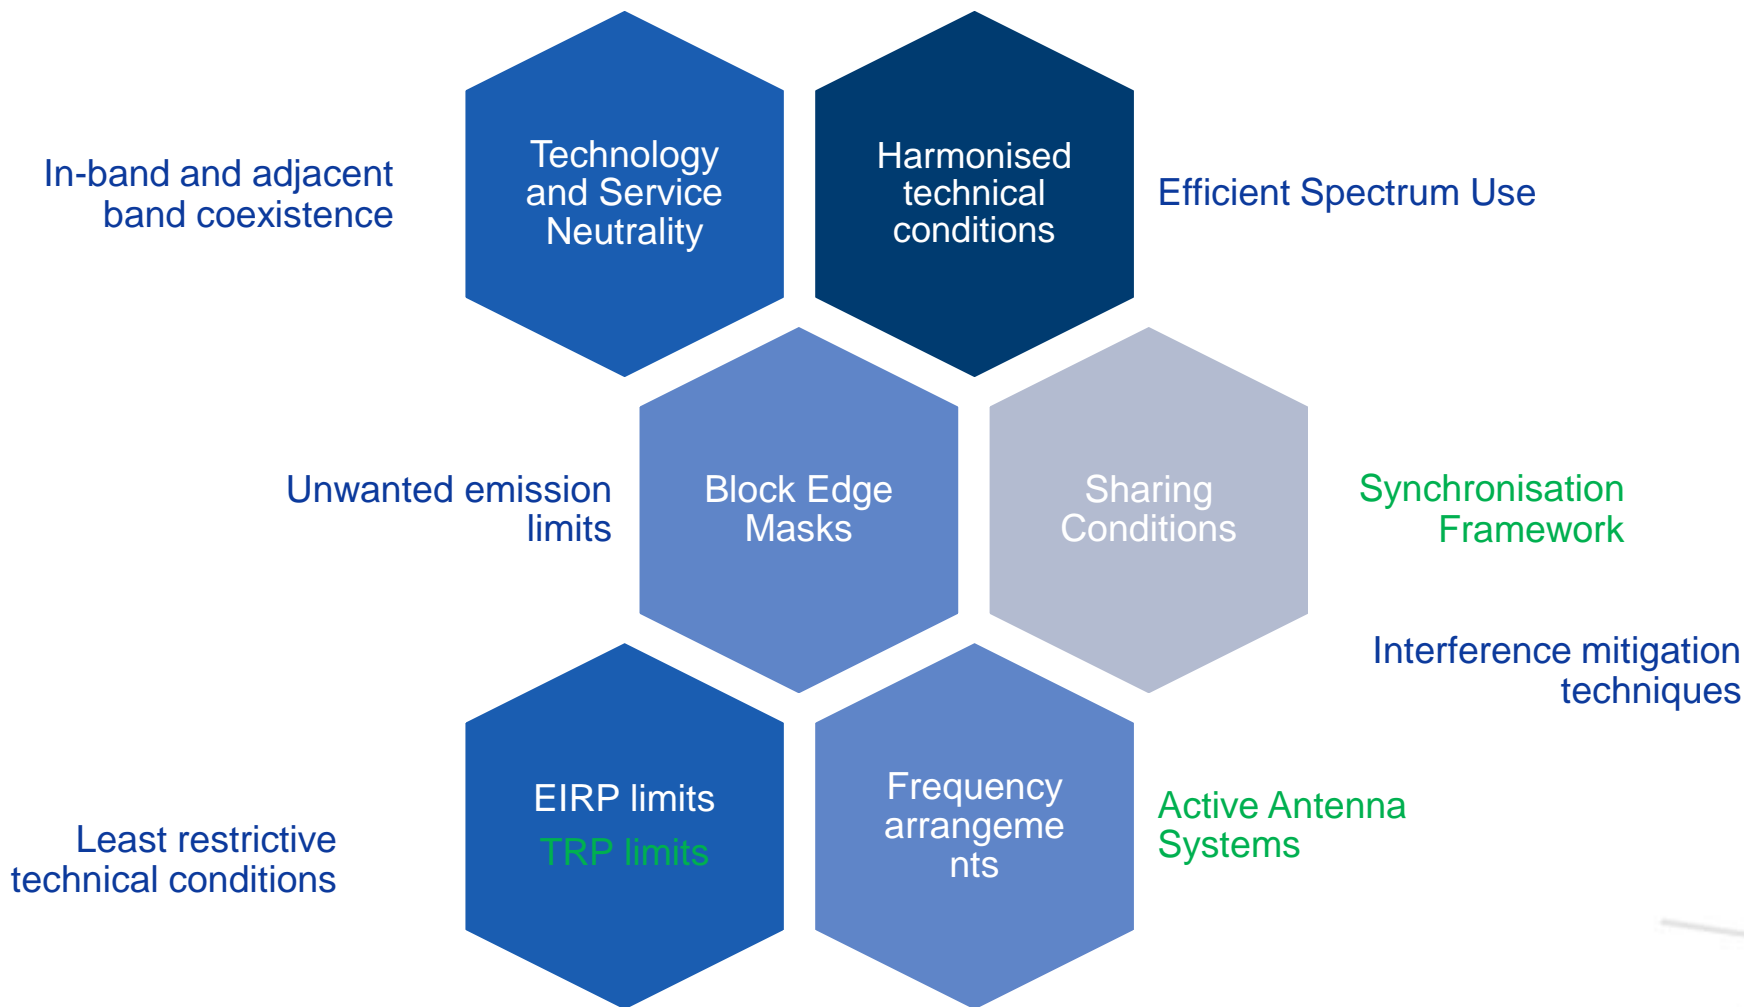 In-band and adjacent
band coexistence
Technology
and Service
Neutrality
Harmonised
technical
conditions
Efficient Spectrum Use
Unwanted emission
limits
Block Edge
Masks
Sharing
Conditions
Synchronisation
Framework
Interference mitigation
techniques
Least restrictive
technical conditions
EIRP limits
TRP limits
Frequency
arrangeme
nts
Active Antenna
Systems